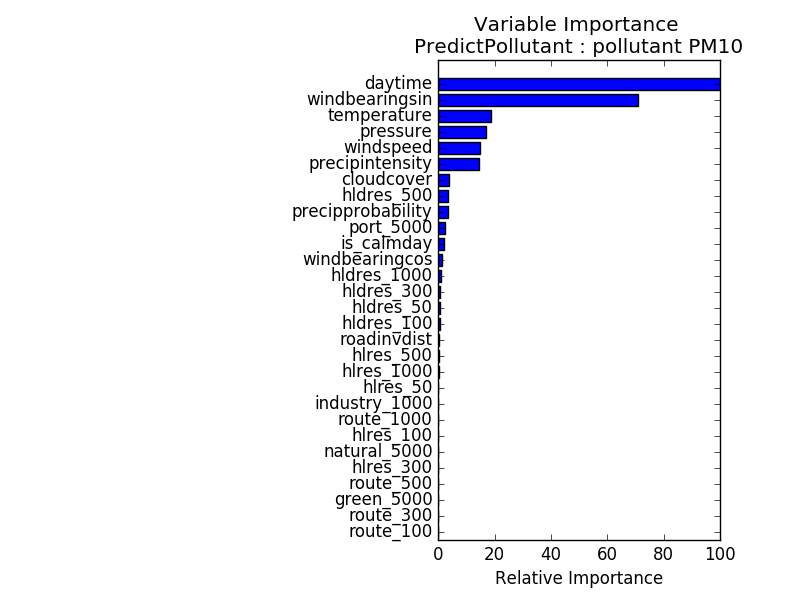 Variable Importance
PredictPollutant : pollutant PM10
daytime
windbearingsin
temperature
pressure
windspeed
precipintensity
cloudcover
hldres_500
precipprobability
port_5000
is_calmday
windbearingcos
hldres_1000
hldres_300
hldres_50
hldres_100
roadinvdist
hlres_500
hlres_1000
hlres_50
industry_1000
route_1000
hlres_100
natural_5000
hlres_300
route_500
green_5000
route_300
route_100
0 20 40 60 80 100
Relative Importance